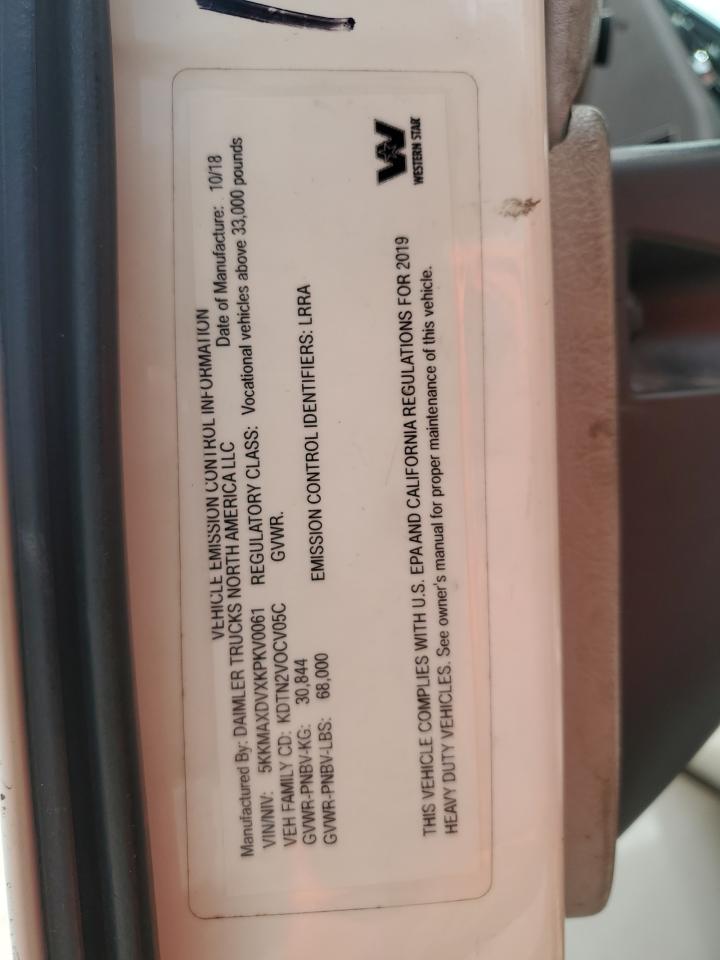 VEHICLE EMISSION CONTROL INFORMATION
Manufactured By: DAIMLER TRUCKS NORTH AMERICA LLC Date of Manufacture: 10/18
VIN/NIV: 5KKMAXDVXKPKV0061 REGULATORY CLASS: Vocational vehicles above 33,000 pounds
VEH FAMILY CD: KDTN2VOCV05C GVWR.
GVWR-PNBV-KG: 30,844
GVWR-PNBV-LBS: 68,000 EMISSION CONTROL IDENTIFIERS: LRRA
WESTERN STAR
THIS VEHICLE COMPLIES WITH U.S. EPA AND CALIFORNIA REGULATIONS FOR 2019
HEAVY DUTY VEHICLES. See owner's manual for proper maintenance of this vehicle.